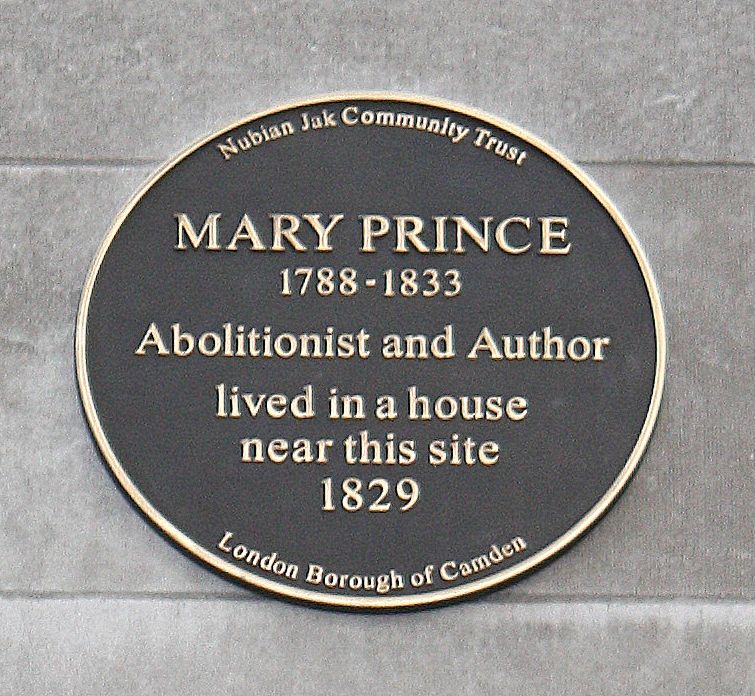 Nubian Jak Community Trust
MARY PRINCE
1788-1833
Abolitionist and Author
lived in a house
near this site
1829
London Borough of Camden